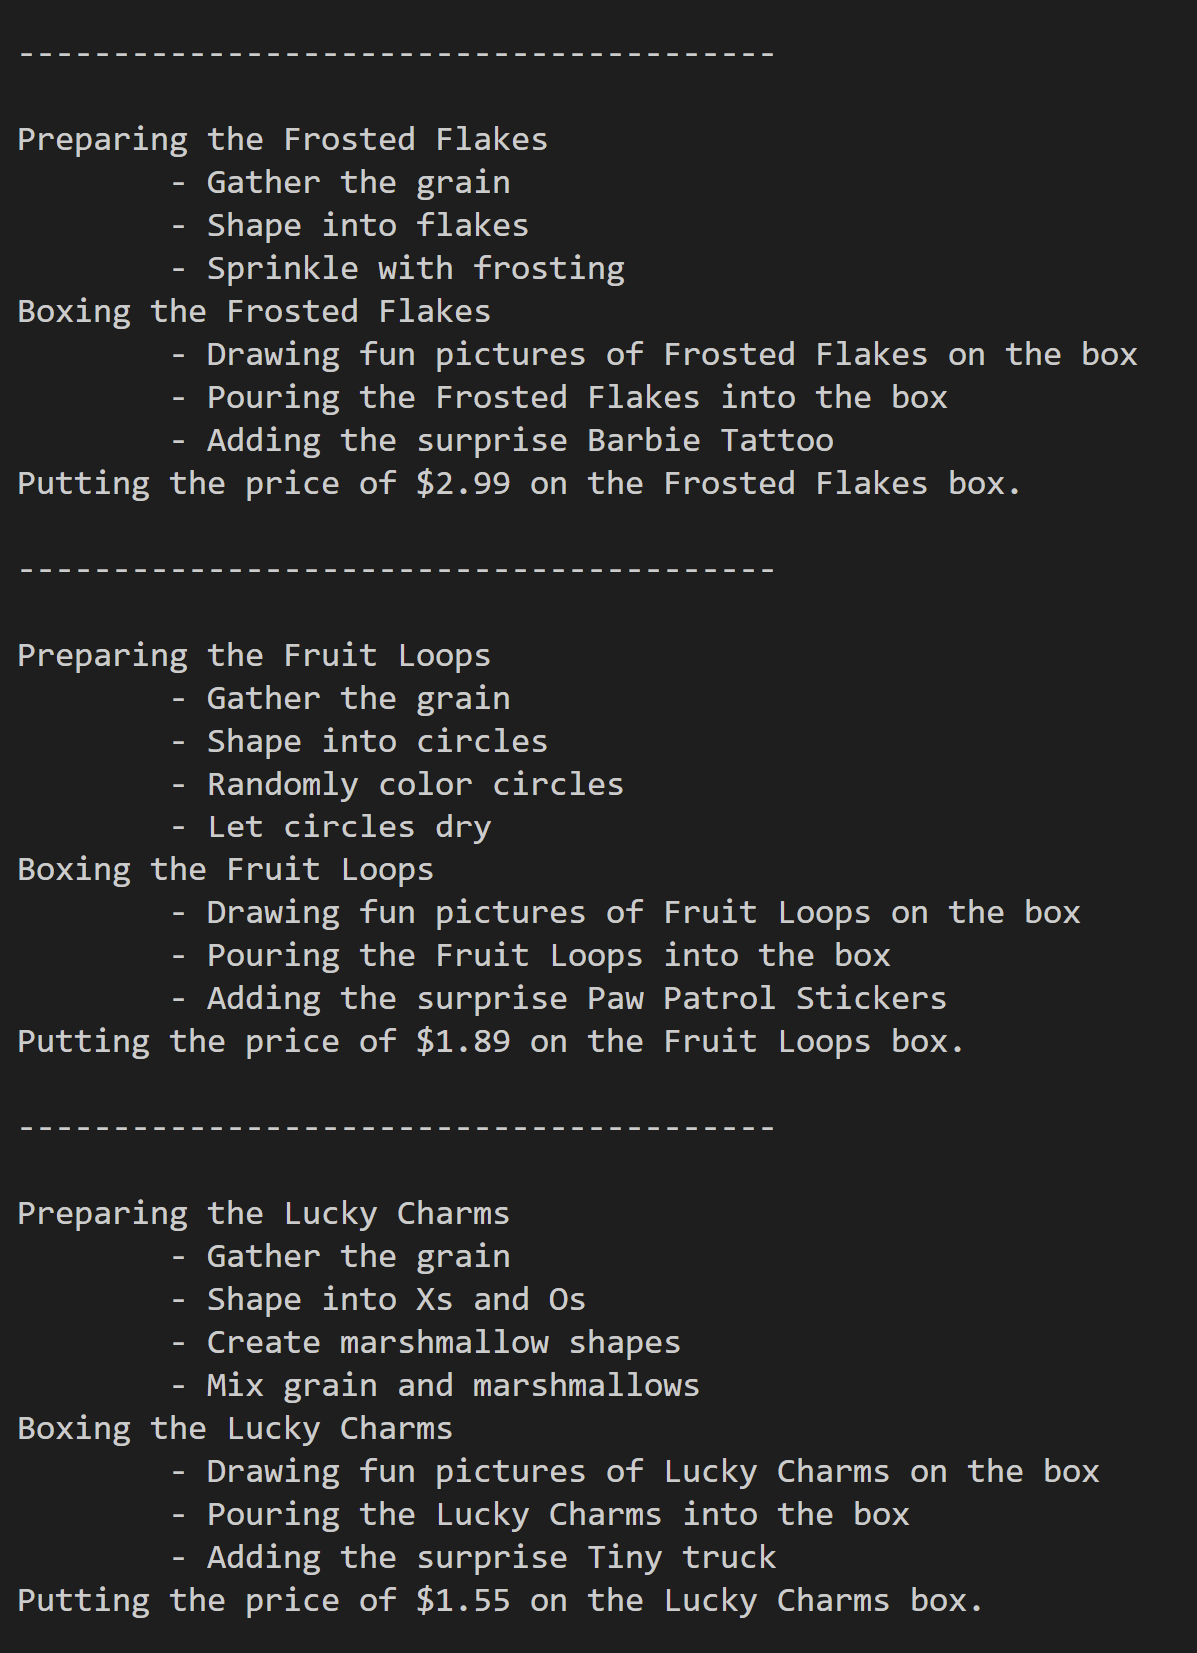 ----------------------------------------
Preparing the Frosted Flakes
- Gather the grain
- Shape into flakes
- Sprinkle with frosting
Boxing the Frosted Flakes
- Drawing fun pictures of Frosted Flakes on the box
- Pouring the Frosted Flakes into the box
- Adding the surprise Barbie Tattoo
Putting the price of $2.99 on the Frosted Flakes box.
----------------------------------------
Preparing the Fruit Loops
- Gather the grain
- Shape into circles
- Randomly color circles
- Let circles dry
Boxing the Fruit Loops
- Drawing fun pictures of Fruit Loops on the box
- Pouring the Fruit Loops into the box
- Adding the surprise Paw Patrol Stickers
Putting the price of $1.89 on the Fruit Loops box.
----------------------------------------
Preparing the Lucky Charms
- Gather the grain
- Shape into Xs and Os
- Create marshmallow shapes
- Mix grain and marshmallows
Boxing the Lucky Charms
- Drawing fun pictures of Lucky Charms on the box
- Pouring the Lucky Charms into the box
- Adding the surprise Tiny truck
Putting the price of $1.55 on the Lucky Charms box.